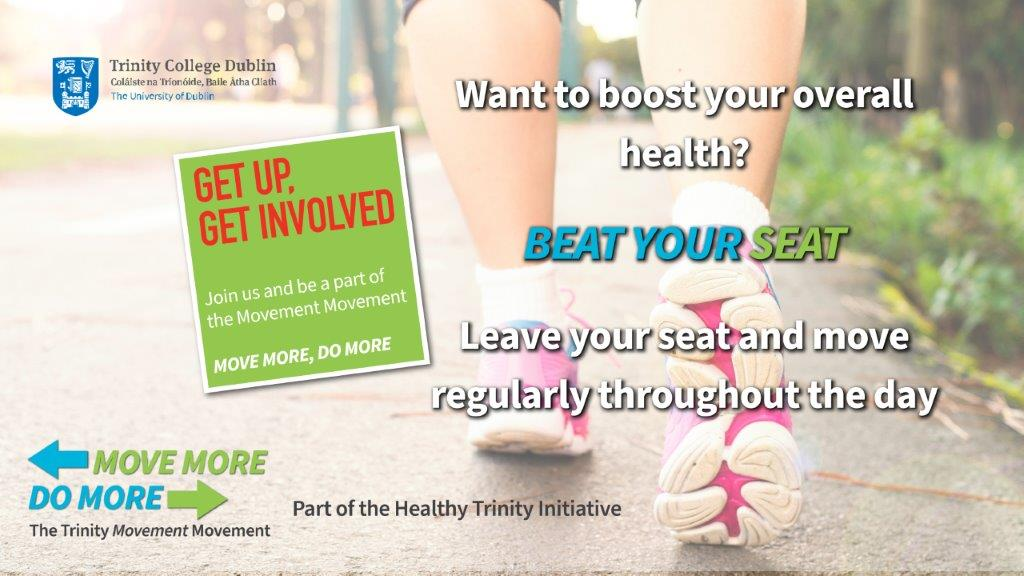 Trinity College Dublin
Coláiste na Tríonóide, Baile Átha Cliath
The University of Dublin
GET UP,
GET INVOLVED
Join us and be a part of
the Movement Movement
MOVE MORE, DO MORE
Want to boost your overall
health?
BEAT YOUR SEAT
Leave your seat and move
regularly throughout the day
MOVE MORE
DO MORE
The Trinity Movement Movement
Part of the Healthy Trinity Initiative